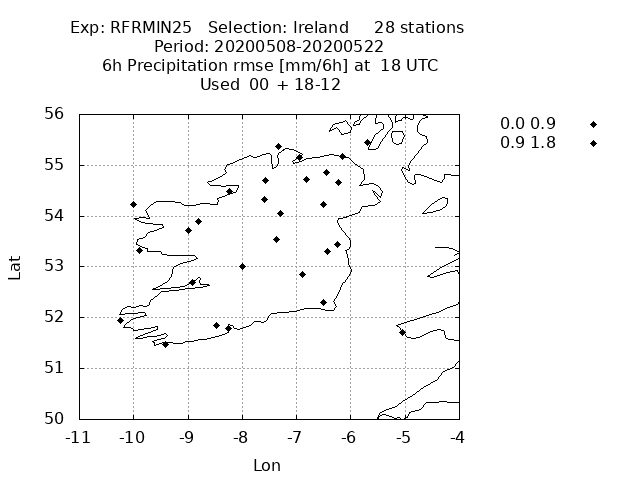 Exp: RFRMIN25 Selection: Ireland 28 stations
Period: 20200508-20200522
6h Precipitation rmse [mm/6h] at 18 UTC
Used 00 + 18-12
0.0 0.9
0.9 1.8
56
55
54
53
52
51
50
Lat
-11 -10 -9 -8 -7 -6 -5 -4
Lon